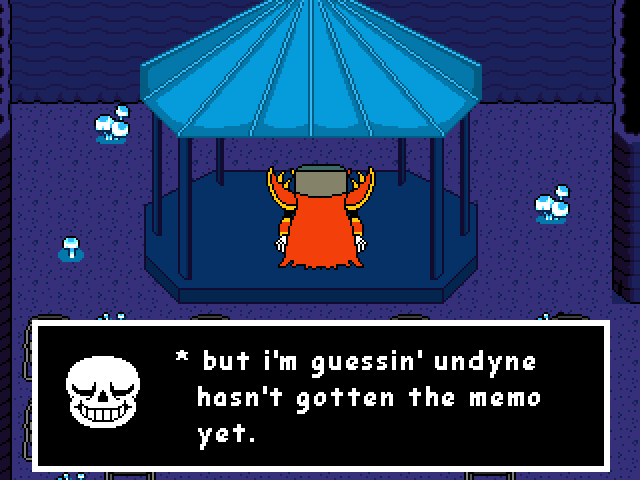 * but i'm guessin' undyne
hasn't gotten the memo
yet.